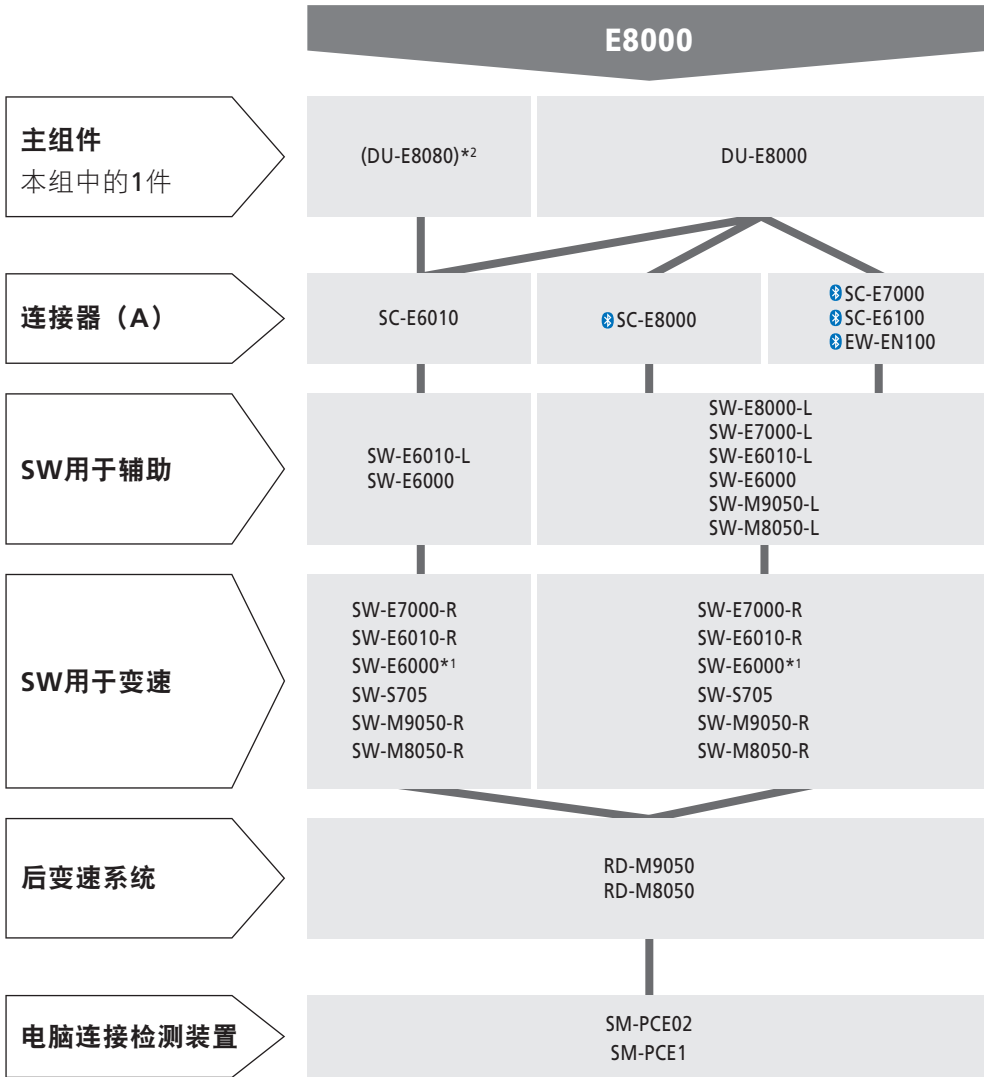 E8000
主组件
本组中的1件
(DU-E8080)*2
DU-E8000
连接器（A）
SC-E6010
SC-E8000
SC-E7000
SC-E6100
EW-EN100
SW用于辅助
SW-E6010-L
SW-E6000
SW-E8000-L
SW-E7000-L
SW-E6010-L
SW-E6000
SW-M9050-L
SW-M8050-L
SW用于变速
SW-E7000-R
SW-E6010-R
SW-E6000*1
SW-S705
SW-M9050-R
SW-M8050-R
SW-E7000-R
SW-E6010-R
SW-E6000*1
SW-S705
SW-M9050-R
SW-M8050-R
后变速系统
RD-M9050
RD-M8050
电脑连接检测装置
SM-PCE02
SM-PCE1